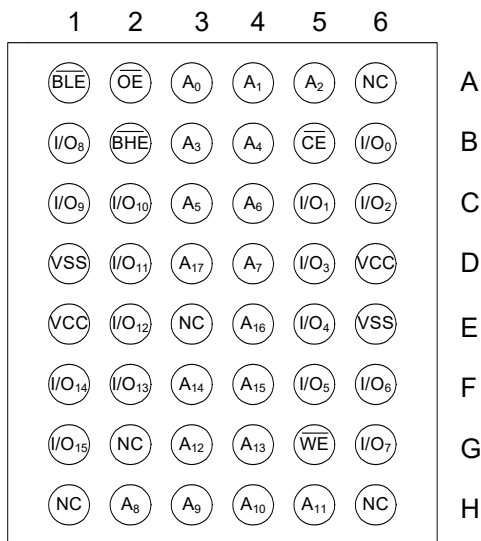 1 2 3 4 5 6
BLE OE A0 A1 A2 NC A
I/O8 BHE A3 A4 CE I/O0 B
I/O9 I/O10 A5 A6 I/O1 I/O2 C
VSS I/O11 A17 A7 I/O3 VCC D
VCC I/O12 NC A16 I/O4 VSS E
I/O14 I/O13 A14 A15 I/O5 I/O6 F
I/O15 NC A12 A13 WE I/O7 G
NC A8 A9 A10 A11 NC H